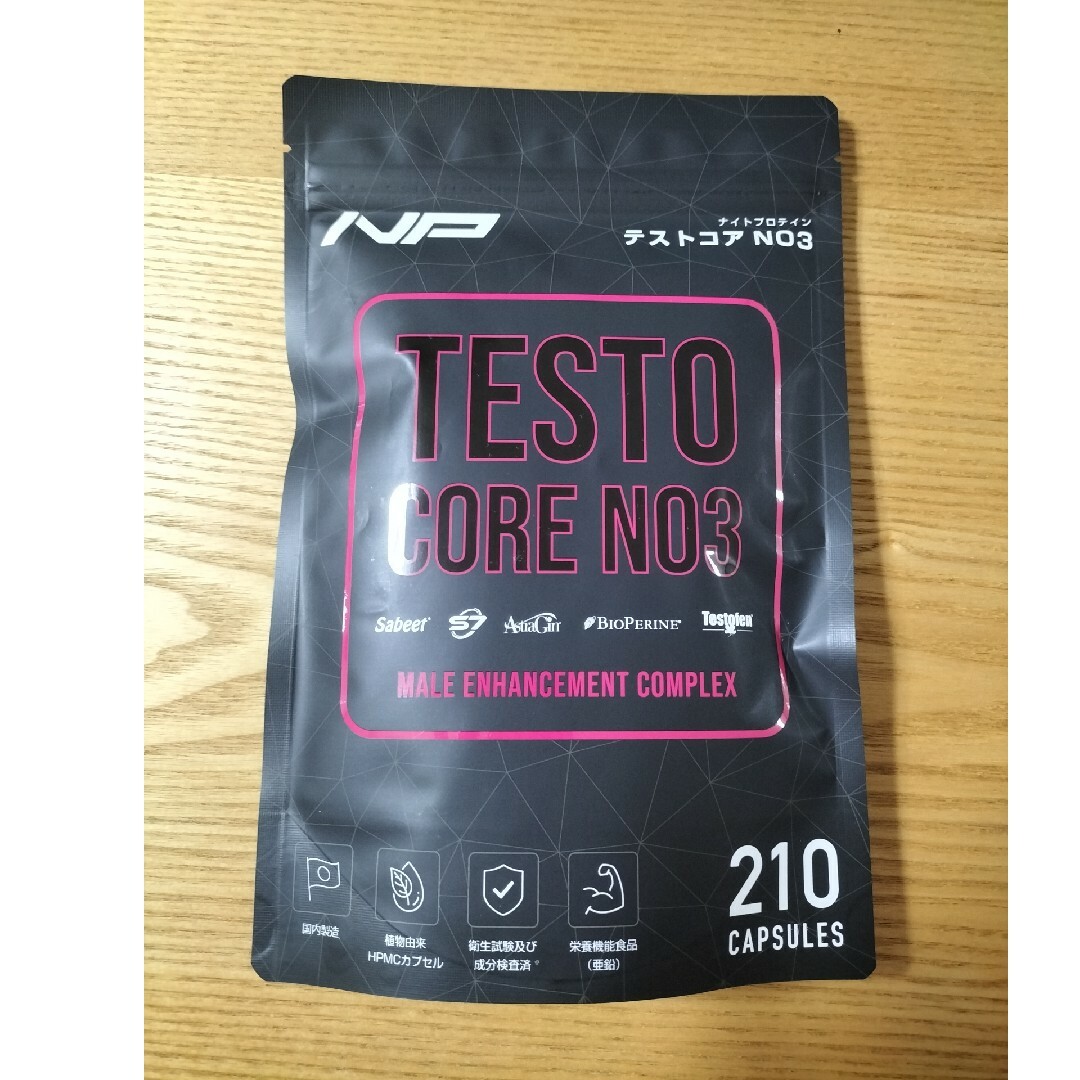 NP
ナイトプロテイン
テストコア NO3
TESTO
CORE NO3
Sabeet® S7 AstraGin BIOPERINE® Testofen®
MALE ENHANCEMENT COMPLEX
国内製造
植物由来
HPMCカプセル
衛生試験及び
成分検査済※
栄養機能食品
(亜鉛)
210
CAPSULES